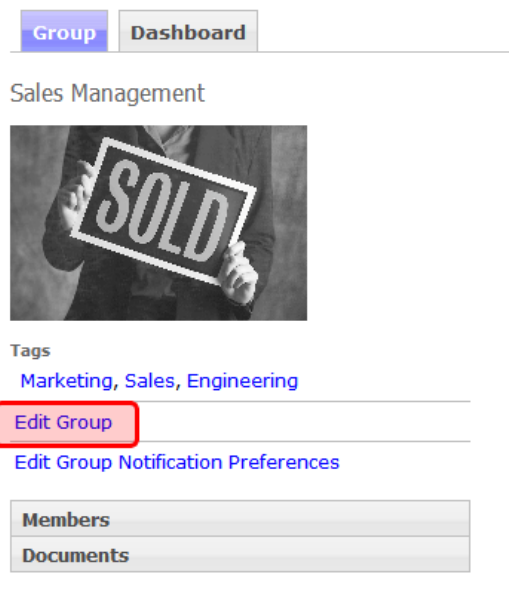 Group Dashboard
Sales Management
SOLD
Tags
Marketing, Sales, Engineering
Edit Group
Edit Group Notification Preferences
Members
Documents